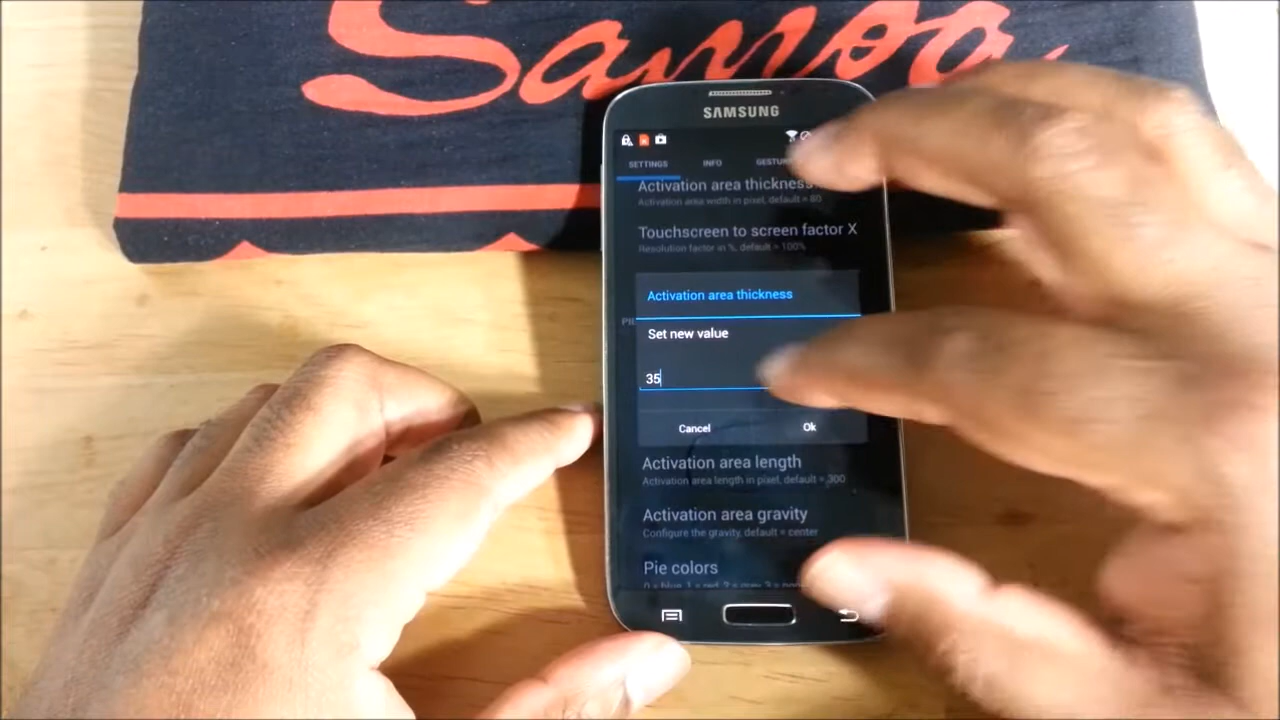 Samoa
SAMSUNG
SETTINGS INFO
Activation area thickness
Activation area width in pixel, default = 80
Touchscreen to screen factor X
Resolution factor in %, default = 100%
Activation area thickness
Set new value
35
Cancel Ok
Activation area length
Activation area length in pixel, default = 300
Activation area gravity
Configure the gravity, default = center
Pie colors